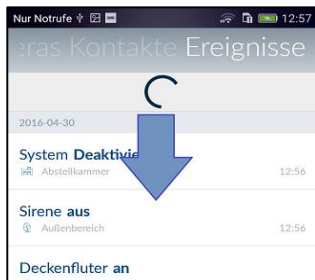 Nur Notrufe 12:57
eras Kontakte Ereignisse
2016-04-30
System Deaktivie
Abstellkammer 12:56
Sirene aus
Außenbereich 12:56
Deckenfluter an